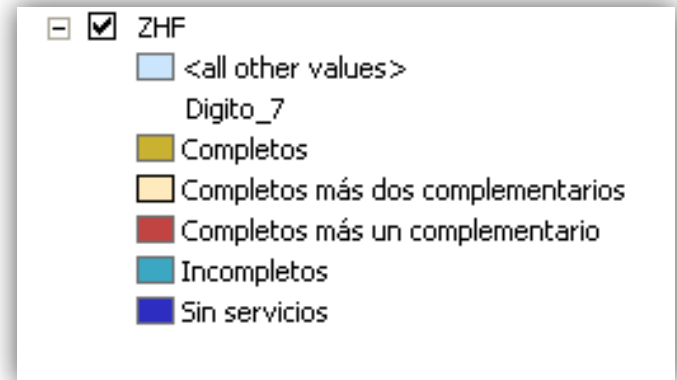 ZHF
<all other values>
Digito_7
Completos
Completos más dos complementarios
Completos más un complementario
Incompletos
Sin servicios